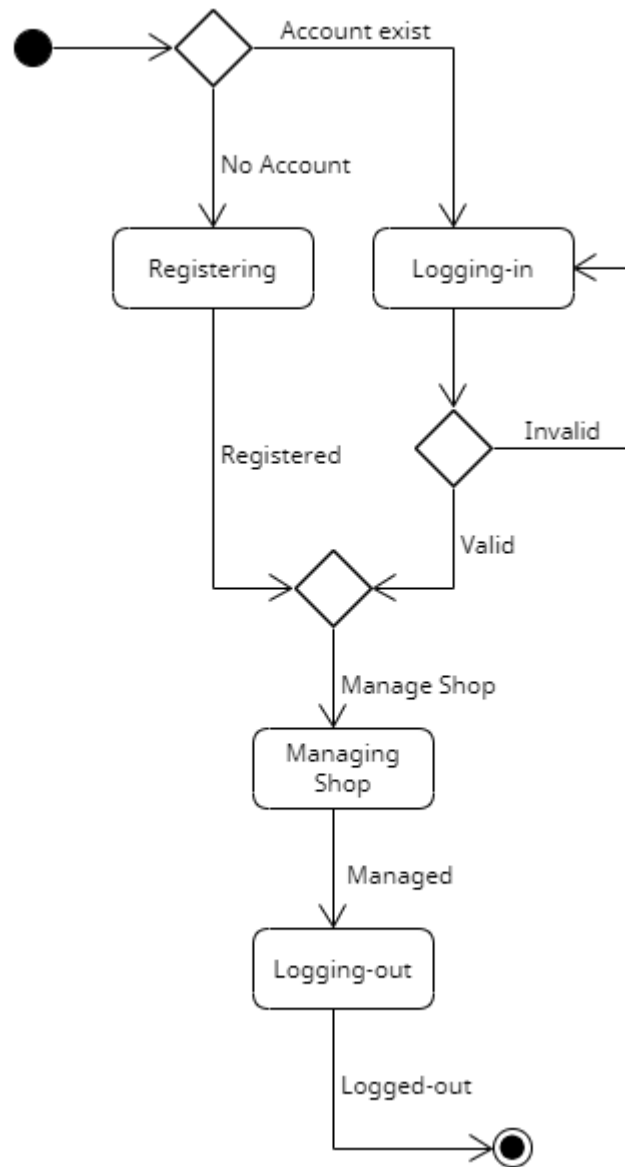 Account exist
No Account
Registering
Logging-in
Invalid
Registered
Valid
Manage Shop
Managing
Shop
Managed
Logging-out
Logged-out